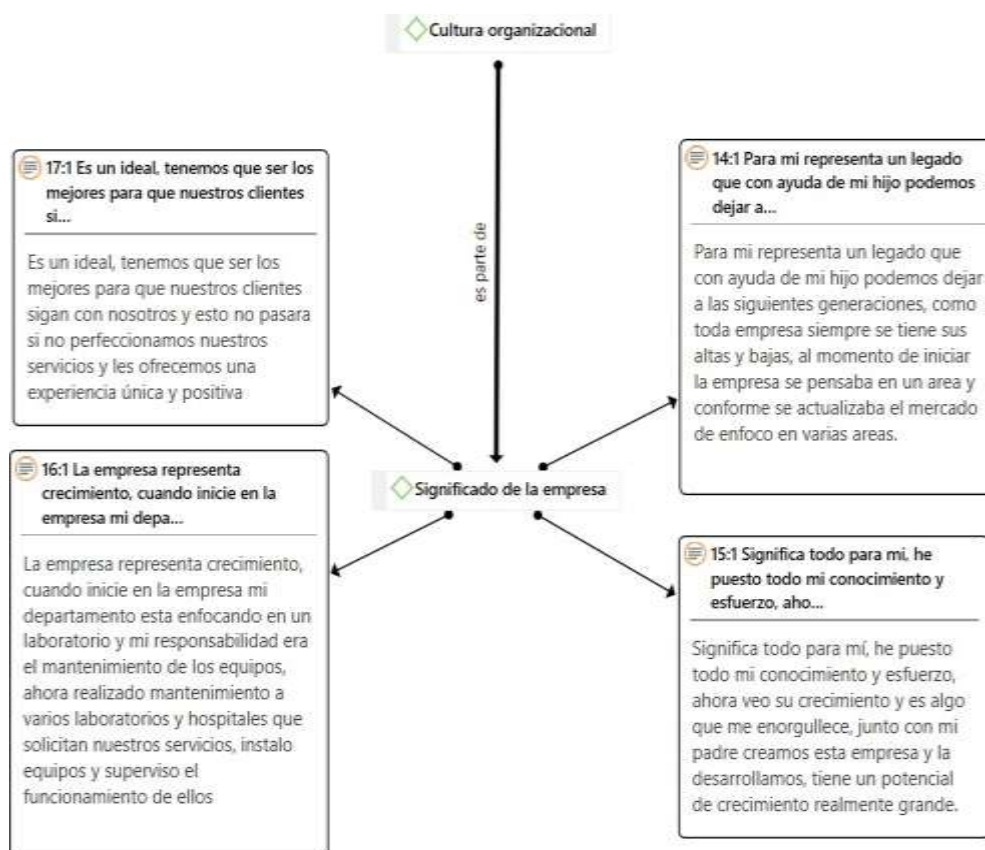 Cultura organizacional
17:1 Es un ideal, tenemos que ser los
mejores para que nuestros clientes
si...
Es un ideal, tenemos que ser los
mejores para que nuestros clientes
sigan con nosotros y esto no pasara
si no perfeccionamos nuestros
servicios y les ofrecemos una
experiencia única y positiva
14:1 Para mi representa un legado
que con ayuda de mi hijo podemos
dejar a...
Para mi representa un legado que
con ayuda de mi hijo podemos dejar
a las siguientes generaciones, como
toda empresa siempre se tiene sus
altas y bajas, al momento de iniciar
la empresa se pensaba en un area y
conforme se actualizaba el mercado
de enfoco en varias areas.
es parte de
Significado de la empresa
16:1 La empresa representa
crecimiento, cuando inicie en la
empresa mi depa...
La empresa representa crecimiento,
cuando inicie en la empresa mi
departamento esta enfocando en un
laboratorio y mi responsabilidad era
el mantenimiento de los equipos,
ahora realizado mantenimiento a
varios laboratorios y hospitales que
solicitan nuestros servicios, instalo
equipos y superviso el
funcionamiento de ellos
15:1 Significa todo para mi, he
puesto todo mi conocimiento y
esfuerzo, aho...
Significa todo para mí, he puesto
todo mi conocimiento y esfuerzo,
ahora veo su crecimiento y es algo
que me enorgullece, junto con mi
padre creamos esta empresa y la
desarrollamos, tiene un potencial
de crecimiento realmente grande.